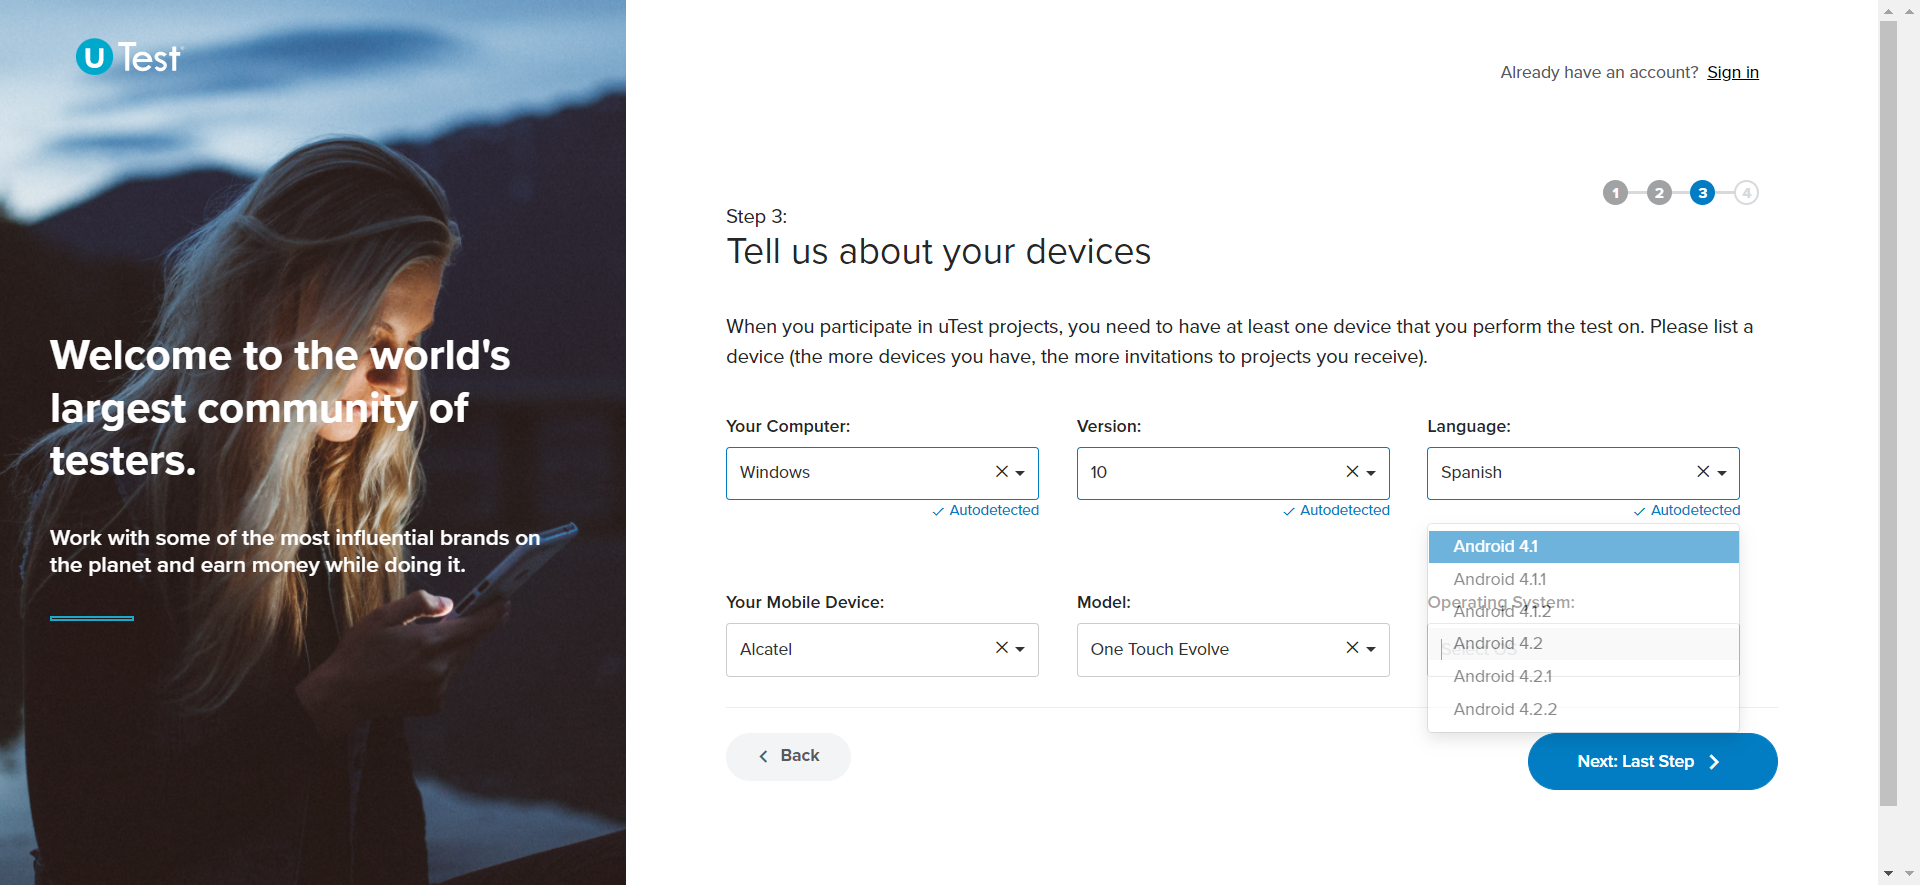 U Test
Already have an account? Sign in
1 2 3 4
Step 3:
Tell us about your devices
When you participate in uTest projects, you need to have at least one device that you perform the test on. Please list a
device (the more devices you have, the more invitations to projects you receive).
Welcome to the world's
largest community of
testers.
Work with some of the most influential brands on
the planet and earn money while doing it.
Your Computer: Version: Language:
Windows 10 Spanish
Autodetected Autodetected Autodetected
Android 4.1
Android 4.1.1
Your Mobile Device: Model: Operating System:
Android 4.1.2
Alcatel One Touch Evolve Select OS
Android 4.2
Android 4.2.1
Android 4.2.2
Back
Next: Last Step